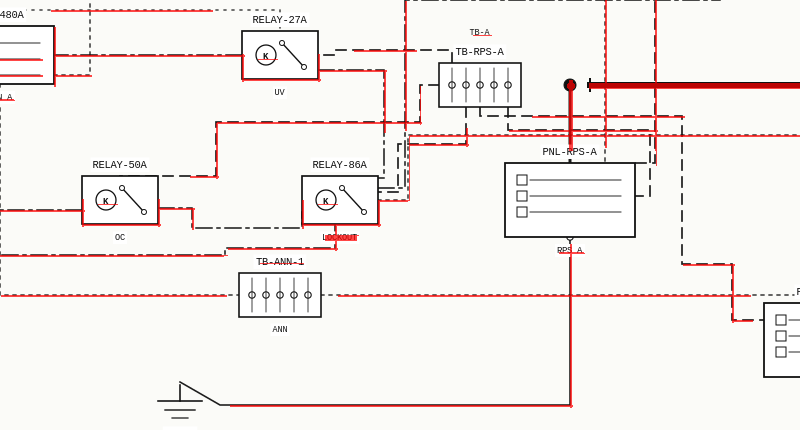 480A
RELAY-27A
TB-A
TB-RPS-A
K
UV
N A
RELAY-50A
RELAY-86A
PNL-RPS-A
K
K
OC
LOCKOUT
RPS A
TB-ANN-1
ANN